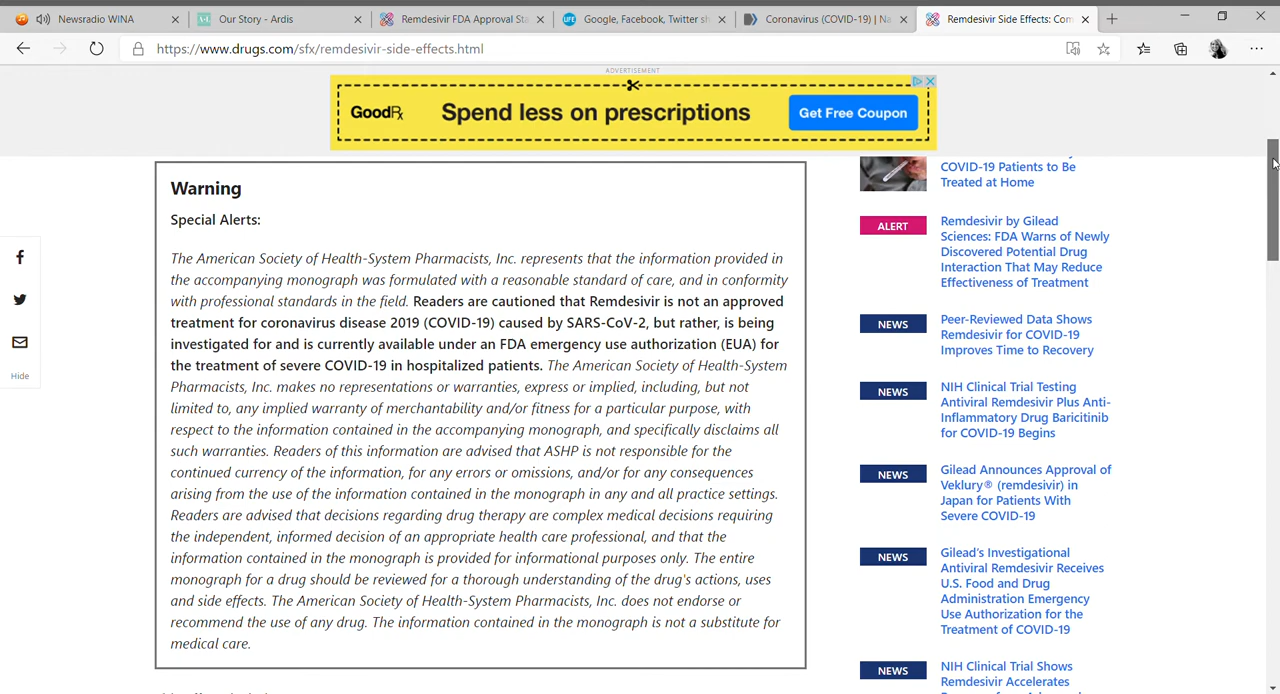 Newsradio WINA
Our Story - Ardis
Remdesivir FDA Approval Sta
Google, Facebook, Twitter sh
Coronavirus (COVID-19) | Na
Remdesivir Side Effects: Com
https://www.drugs.com/sfx/remdesivir-side-effects.html
ADVERTISEMENT
GoodRx
Spend less on prescriptions
Get Free Coupon
Warning
Special Alerts:
The American Society of Health-System Pharmacists, Inc. represents that the information provided in
the accompanying monograph was formulated with a reasonable standard of care, and in conformity
with professional standards in the field. Readers are cautioned that Remdesivir is not an approved
treatment for coronavirus disease 2019 (COVID-19) caused by SARS-CoV-2, but rather, is being
investigated for and is currently available under an FDA emergency use authorization (EUA) for
the treatment of severe COVID-19 in hospitalized patients. The American Society of Health-System
Pharmacists, Inc. makes no representations or warranties, express or implied, including, but not
limited to, any implied warranty of merchantability and/or fitness for a particular purpose, with
respect to the information contained in the accompanying monograph, and specifically disclaims all
such warranties. Readers of this information are advised that ASHP is not responsible for the
continued currency of the information, for any errors or omissions, and/or for any consequences
arising from the use of the information contained in the monograph in any and all practice settings.
Readers are advised that decisions regarding drug therapy are complex medical decisions requiring
the independent, informed decision of an appropriate health care professional, and that the
information contained in the monograph is provided for informational purposes only. The entire
monograph for a drug should be reviewed for a thorough understanding of the drug's actions, uses
and side effects. The American Society of Health-System Pharmacists, Inc. does not endorse or
recommend the use of any drug. The information contained in the monograph is not a substitute for
medical care.
Hide
COVID-19 Patients to Be
Treated at Home
ALERT
Remdesivir by Gilead
Sciences: FDA Warns of Newly
Discovered Potential Drug
Interaction That May Reduce
Effectiveness of Treatment
NEWS
Peer-Reviewed Data Shows
Remdesivir for COVID-19
Improves Time to Recovery
NEWS
NIH Clinical Trial Testing
Antiviral Remdesivir Plus Anti-
Inflammatory Drug Baricitinib
for COVID-19 Begins
NEWS
Gilead Announces Approval of
Veklury® (remdesivir) in
Japan for Patients With
Severe COVID-19
NEWS
Gilead's Investigational
Antiviral Remdesivir Receives
U.S. Food and Drug
Administration Emergency
Use Authorization for the
Treatment of COVID-19
NEWS
NIH Clinical Trial Shows
Remdesivir Accelerates